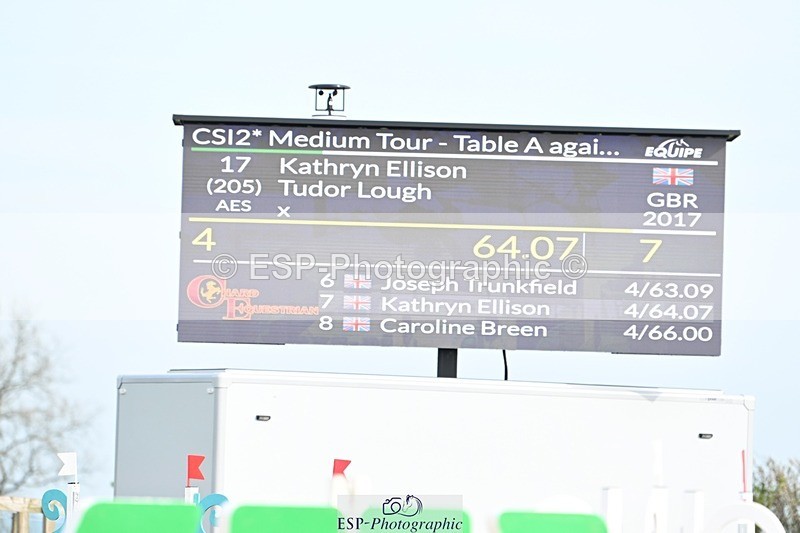 CSI2* Medium Tour - Table A agai...
EQUIPE
17 Kathryn Ellison
(205) Tudor Lough GBR
AES x 2017
4 64.07 7
© ESP-Photographic ©
6 Joseph Trunkfield 4/63.09
7 Kathryn Ellison 4/64.07
8 Caroline Breen 4/66.00
CHARD
EQUESTRIAN
ESP-Photographic